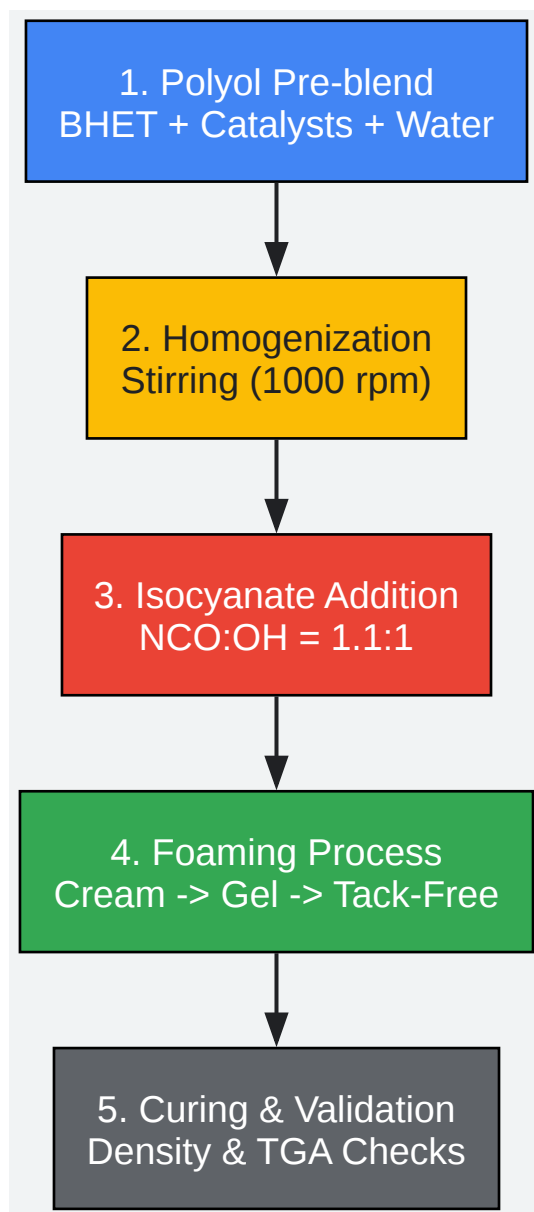 1. Polyol Pre-blend
BHET + Catalysts + Water
2. Homogenization
Stirring (1000 rpm)
3. Isocyanate Addition
NCO:OH = 1.1:1
4. Foaming Process
Cream -> Gel -> Tack-Free
5. Curing & Validation
Density & TGA Checks